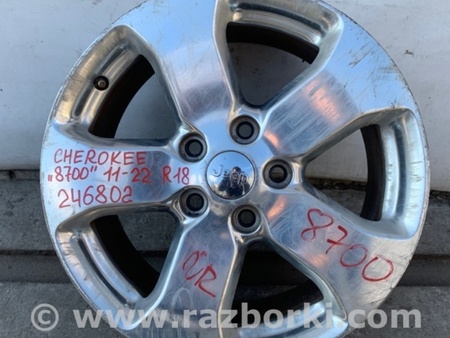 CHEROKEE
"8700" 11-22 R18
246802
Jeep
8700
www.razborki.com